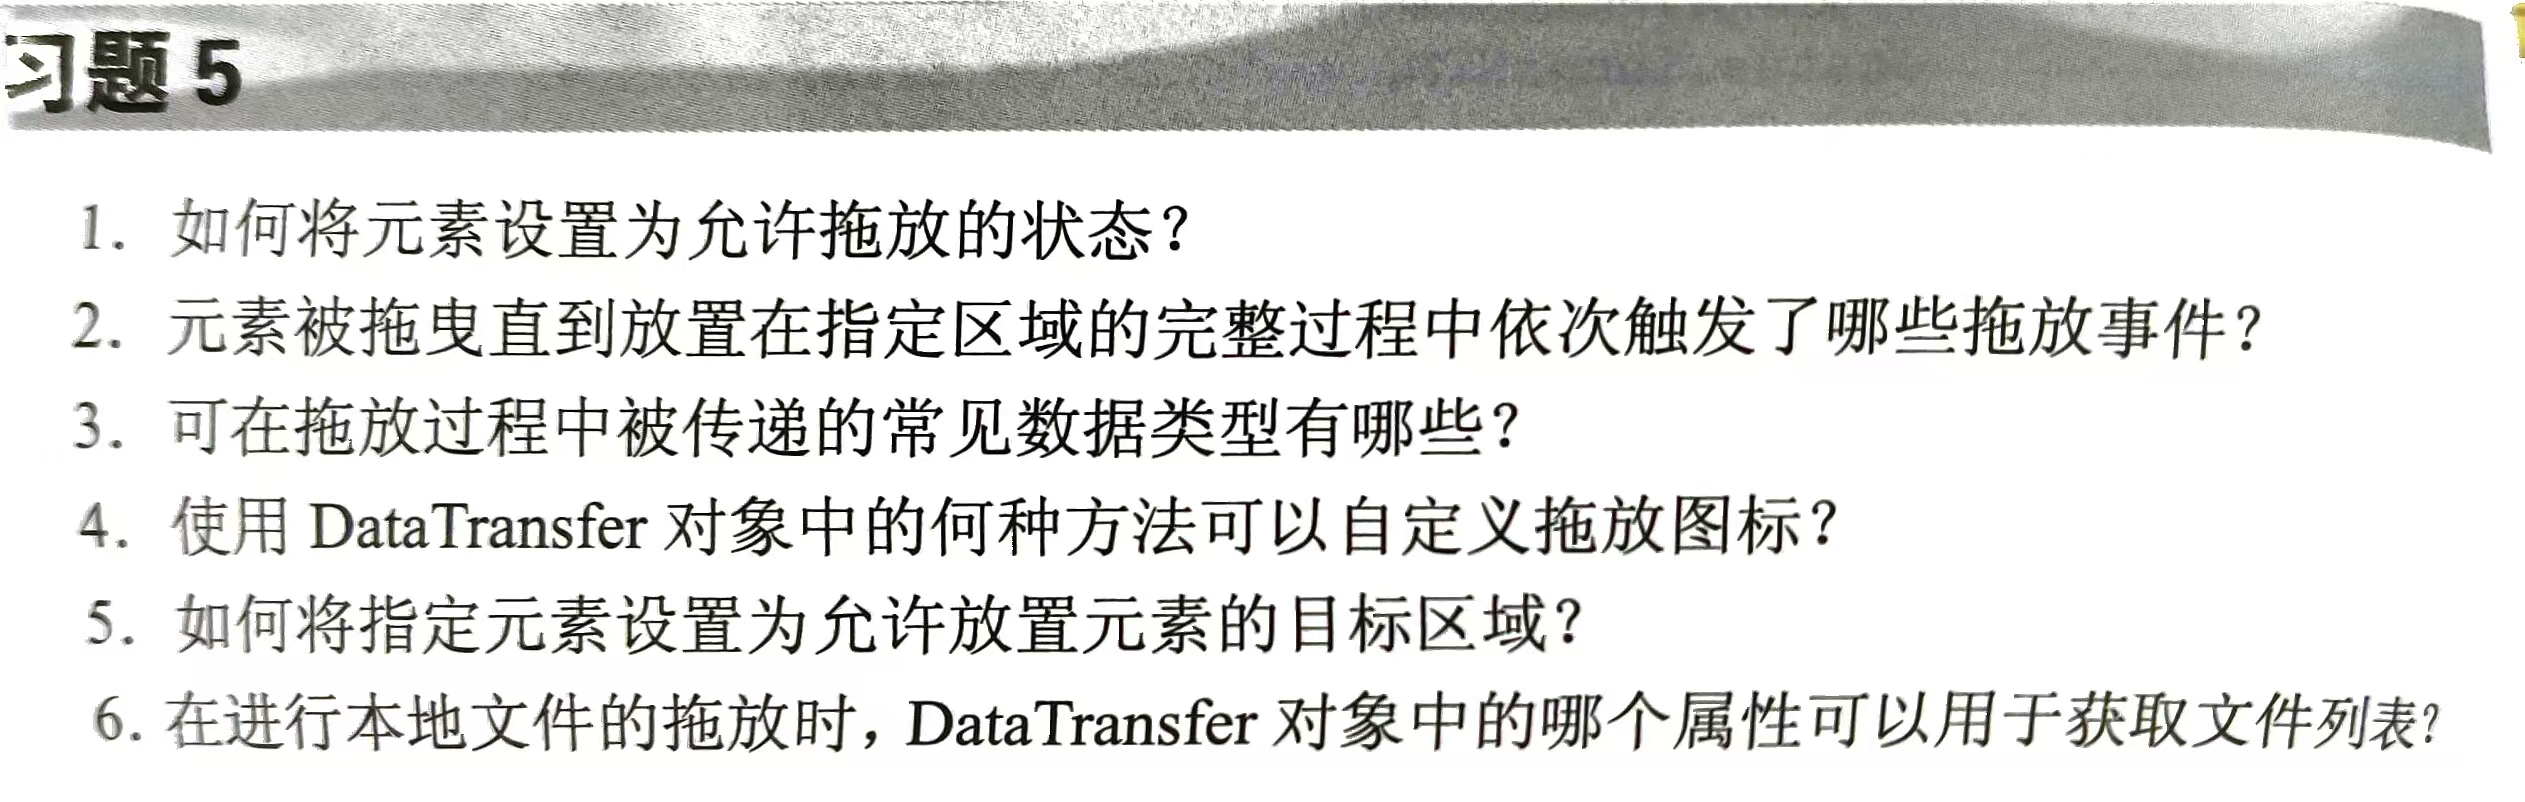 习题 5
1. 如何将元素设置为允许拖放的状态？
2. 元素被拖曳直到放置在指定区域的完整过程中依次触发了哪些拖放事件？
3. 可在拖放过程中被传递的常见数据类型有哪些？
4. 使用 DataTransfer 对象中的何种方法可以自定义拖放图标？
5. 如何将指定元素设置为允许放置元素的目标区域？
6. 在进行本地文件的拖放时，DataTransfer 对象中的哪个属性可以用于获取文件列表?